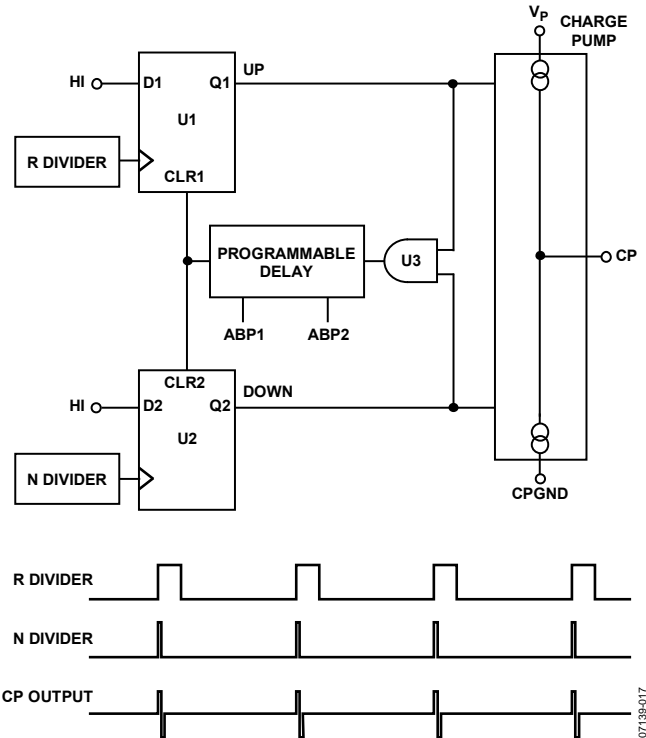 VP
CHARGE
PUMP
HI
D1
Q1
UP
U1
R DIVIDER
CLR1
PROGRAMMABLE
DELAY
U3
CP
ABP1
ABP2
CLR2
DOWN
HI
D2
Q2
U2
N DIVIDER
CPGND
R DIVIDER
N DIVIDER
CP OUTPUT
07139-017